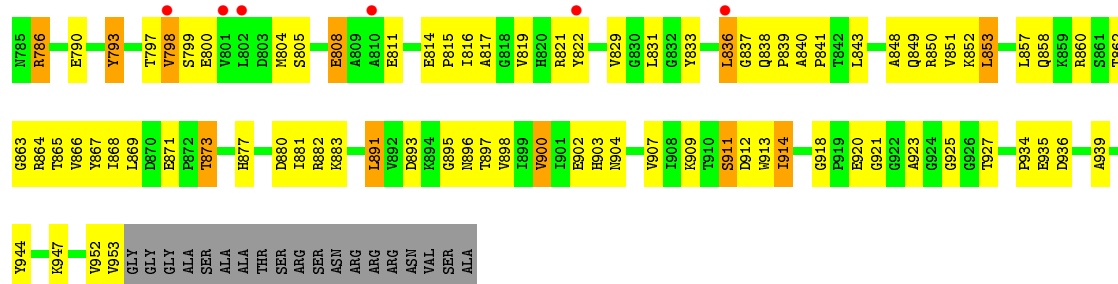 N785 R786 E790 Y793 T797 V798 S799 E800 V801 L802 D803 M804 S805 E808 A809 A810 E811 E814 P815 I816 A817 G818 V819 H820 R821 Y822 V829 G830 L831 G832 Y833 L836 G837 Q838 P839 A840 P841 T842 L843 A848 Q849 R850 V851 K852 L853 L857 Q858 K859 R860 S861 T862
G863 R864 T865 V866 Y867 I868 L869 D870 E871 P872 T873 H877 D880 I881 R882 K883 L891 V892 D893 K894 G895 N896 T897 V898 I899 V900 I901 E902 H903 N904 V907 I908 K909 T910 S911 D912 W913 I914 G918 P919 E920 G921 G922 A923 G924 G925 G926 T927 P934 E935 D936 A939
Y944 K947 V952 V953 GLY GLY GLY ALA SER ALA ALA THR SER ARG SER ASN ARG ARG ARG ASN VAL SER ALA